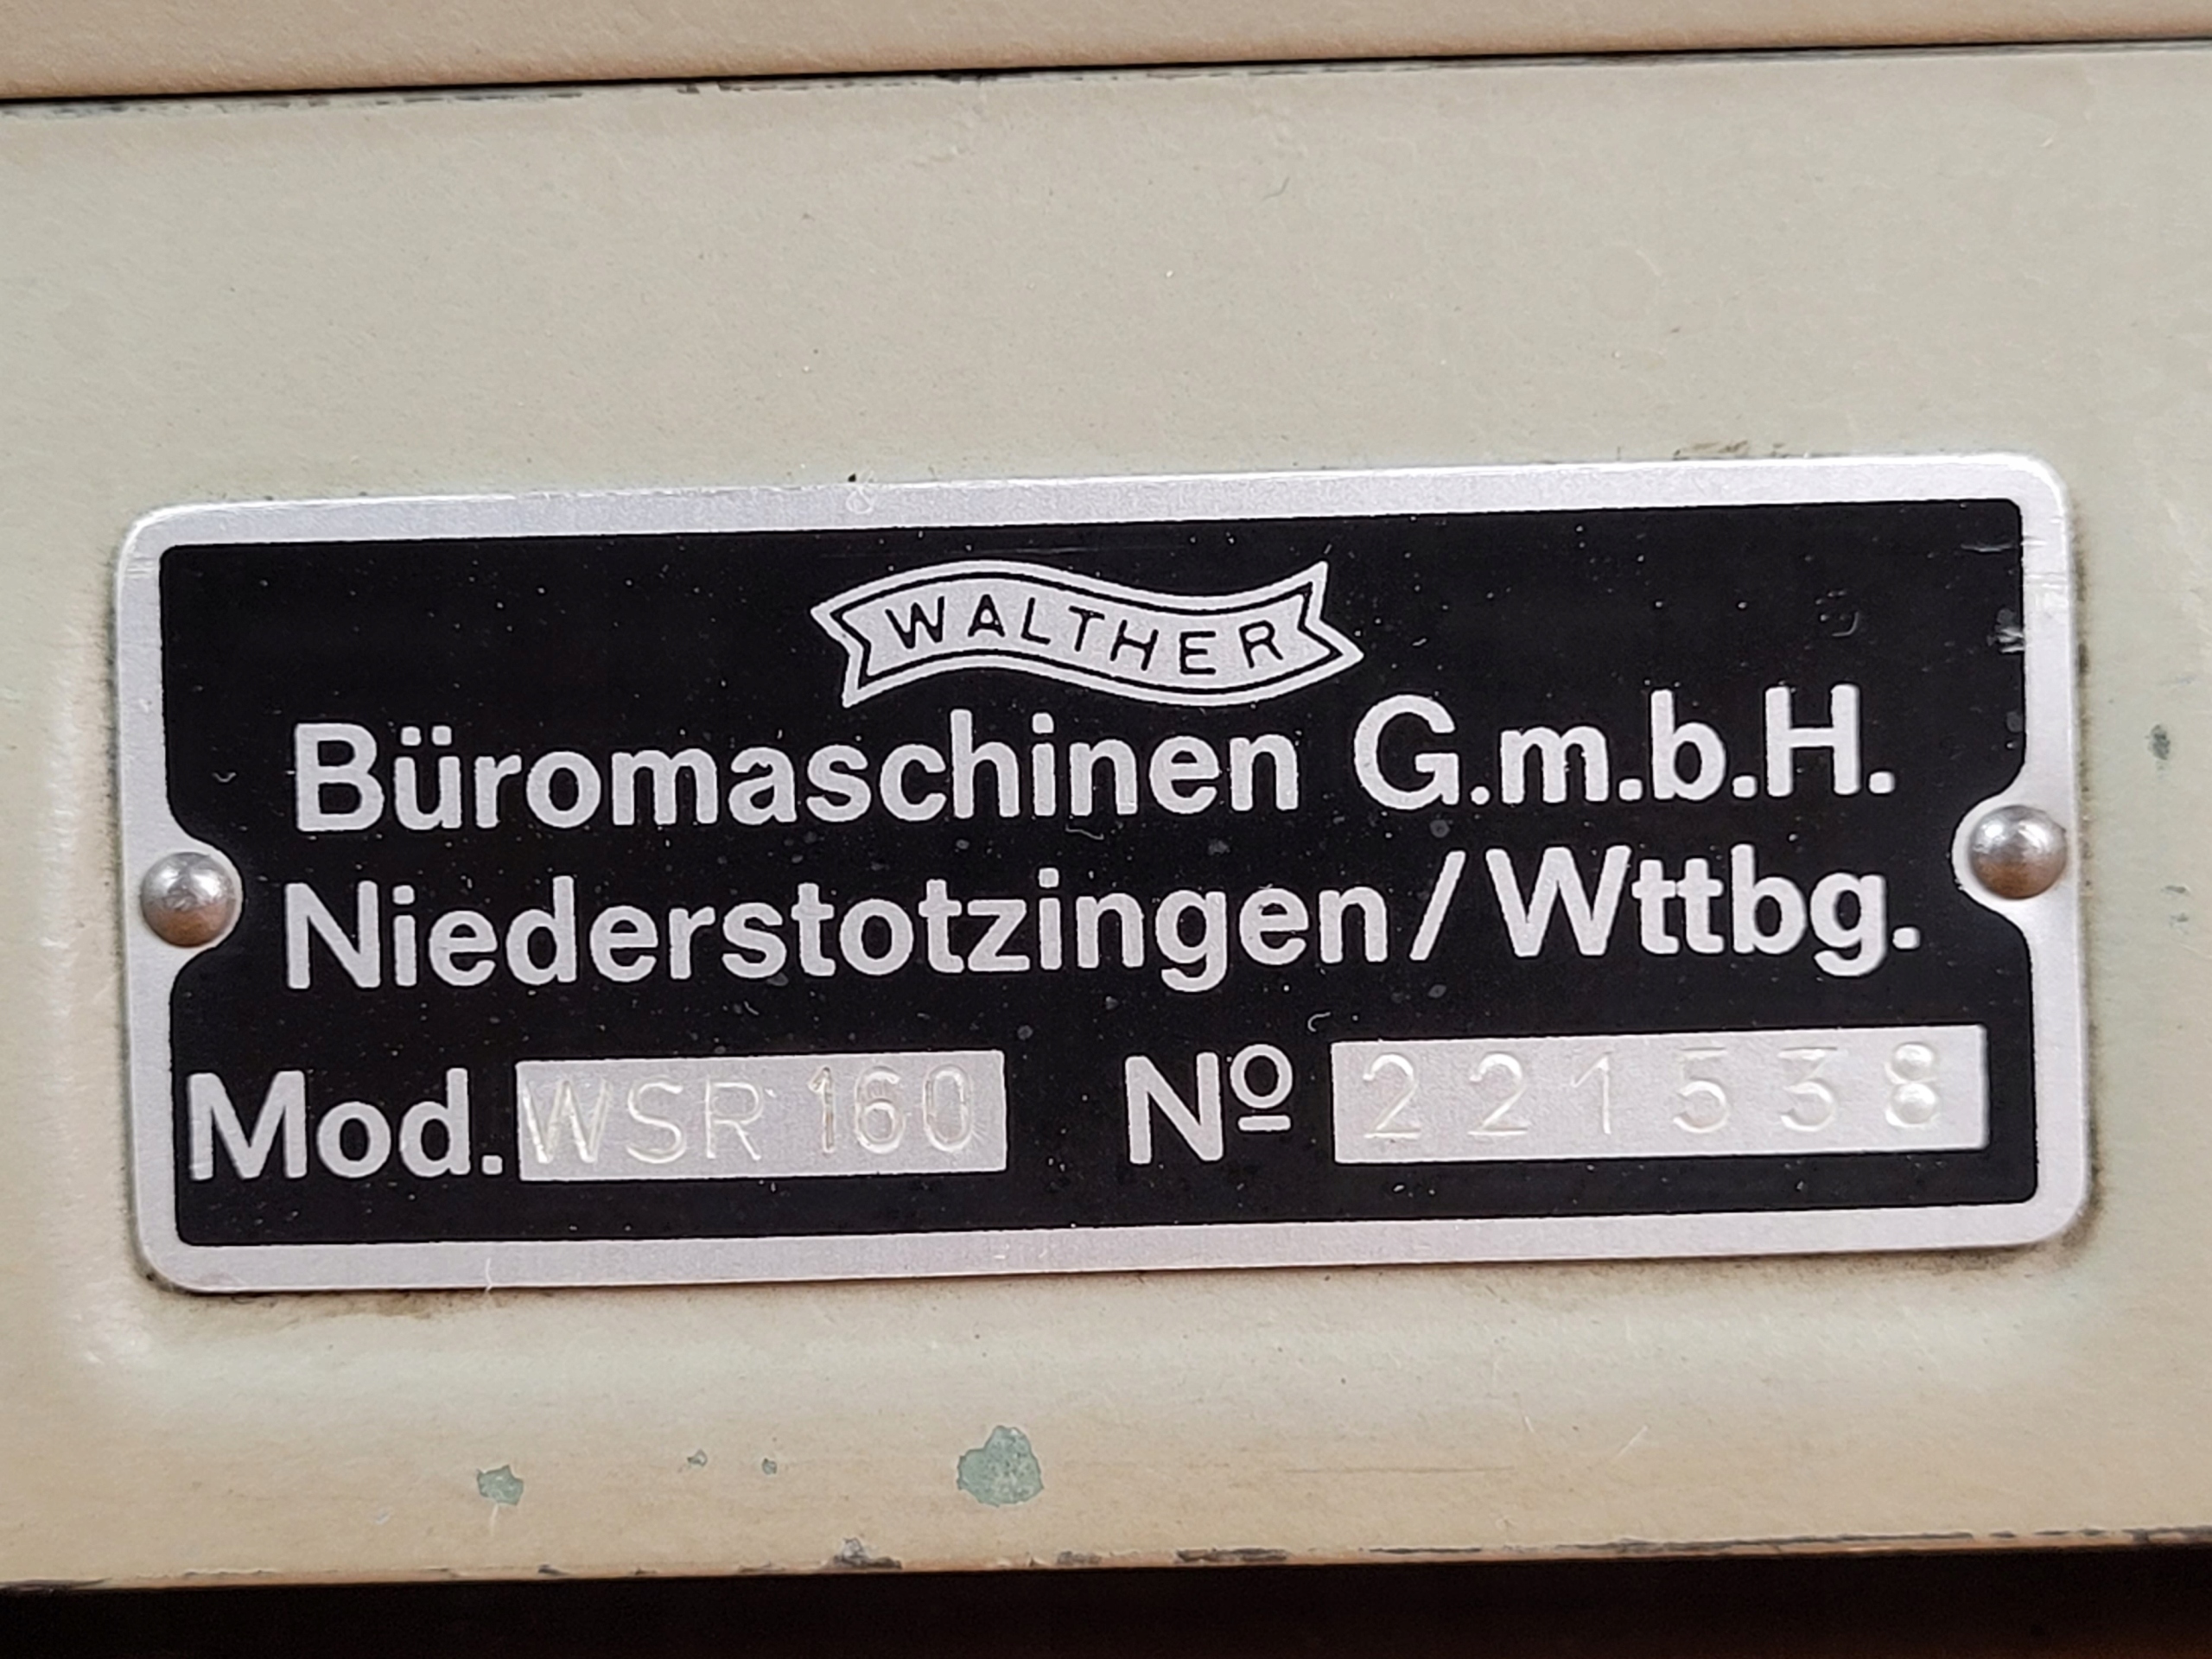 WALTHER
Büromaschinen G.m.b.H.
Niederstotzingen/Wttbg.
Mod. WSR 160 Nº 221538